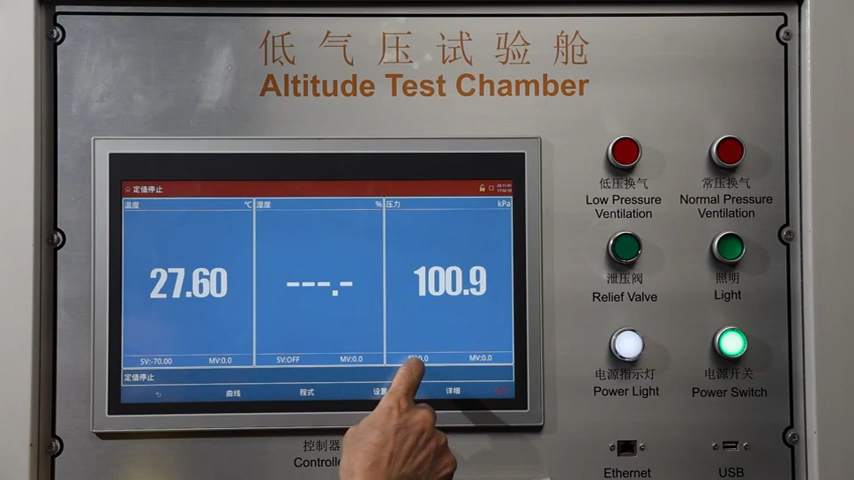 低气压试验舱
Altitude Test Chamber
定值停止
温度 ℃
湿度 %
压力 kPa
27.60
---.-
100.9
SV:-70.00 MV:0.0
SV:OFF MV:0.0
MV:0.0
定值停止
曲线
程式
设置
详细
控制器
低压换气
Low Pressure
Ventilation
常压换气
Normal Pressure
Ventilation
泄压阀
Relief Valve
照明
Light
电源指示灯
Power Light
电源开关
Power Switch
Ethernet
USB